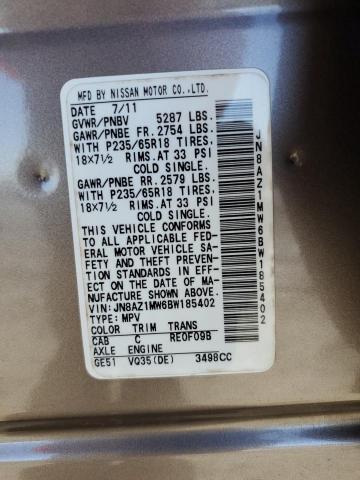 MFD BY NISSAN MOTOR CO.,LTD.
DATE 7/11
GVWR/PNBV 5287 LBS.
GAWR/PNBE FR. 2754 LBS.
WITH P235/65R18 TIRES,
18X7½ RIMS.AT 33 PSI
COLD SINGLE.
GAWR/PNBE RR. 2579 LBS.
WITH P235/65R18 TIRES,
18X7½ RIMS.AT 33 PSI
COLD SINGLE.
THIS VEHICLE CONFORMS
TO ALL APPLICABLE FED-
ERAL MOTOR VEHICLE SA-
FETY AND THEFT PREVENTION
STANDARDS IN EFF-
ECT ON THE DATE OF MA-
NUFACTURE SHOWN ABOVE.
VIN: JN8AZ1MW6BW185402
TYPE: MPV
COLOR TRIM TRANS
CAB C RE0F09B
AXLE ENGINE
GE51 VQ35(DE) 3498CC
JN8AZ1MW6BW185402